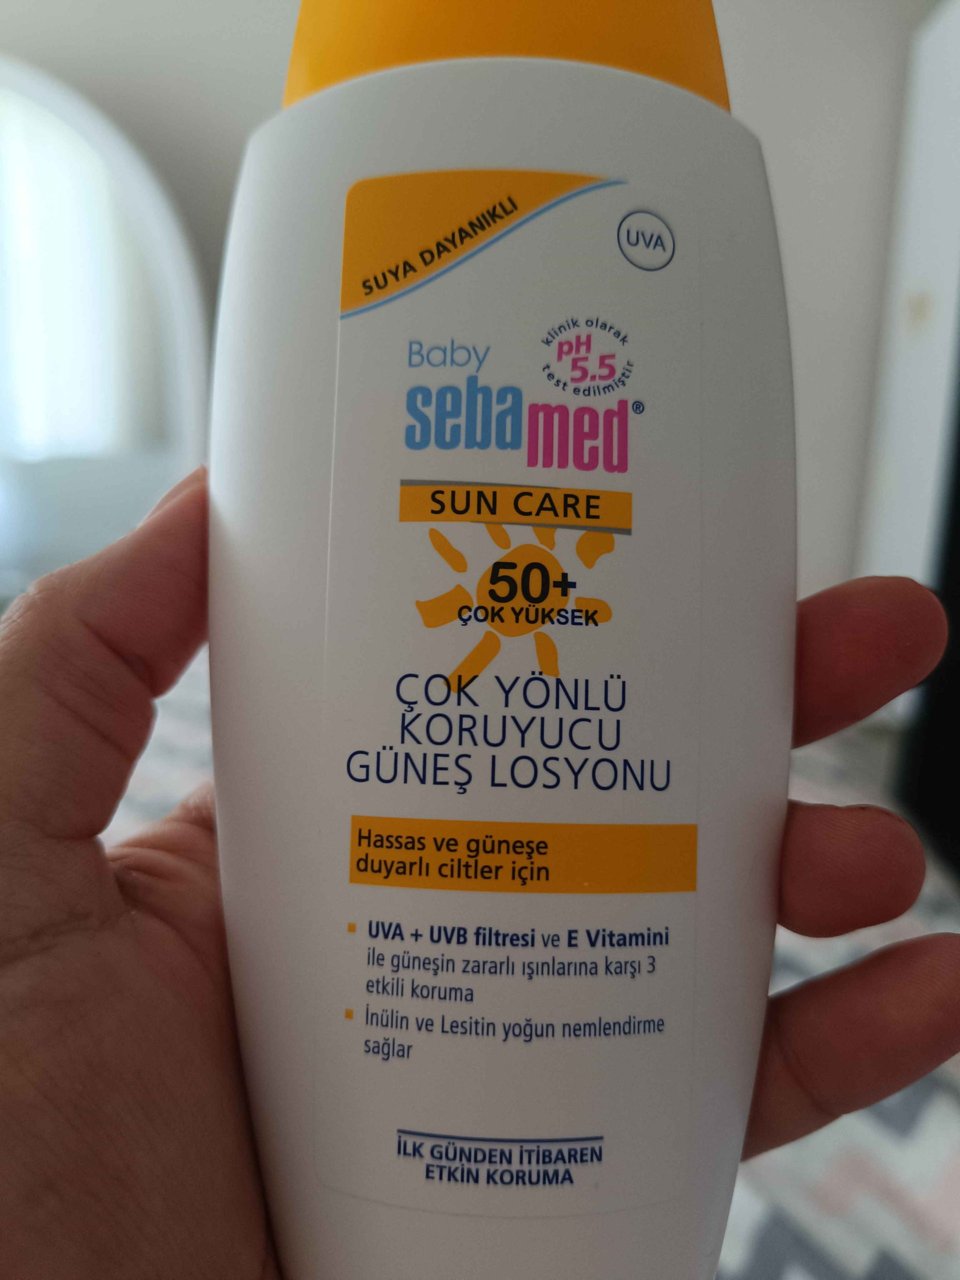 SUYA DAYANIKLI
UVA
Baby
klinik olarak
pH
5.5
test edilmiştir
sebamed®
SUN CARE
50+
ÇOK YÜKSEK
ÇOK YÖNLÜ
KORUYUCU
GÜNEŞ LOSYONU
Hassas ve güneşe
duyarlı ciltler için
UVA + UVB filtresi ve E Vitamini
ile güneşin zararlı ışınlarına karşı 3
etkili koruma
İnülin ve Lesitin yoğun nemlendirme
sağlar
İLK GÜNDEN İTİBAREN
ETKİN KORUMA